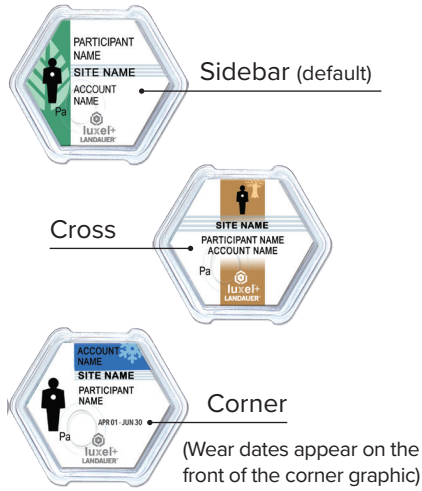 PARTICIPANT
NAME
SITE NAME
ACCOUNT
NAME
Pa
luxel+
LANDAUER®
Sidebar (default)
SITE NAME
PARTICIPANT NAME
ACCOUNT NAME
Pa
luxel+
LANDAUER®
Cross
ACCOUNT
NAME
SITE NAME
PARTICIPANT
NAME
APR 01 - JUN 30
Pa
luxel+
LANDAUER®
Corner
(Wear dates appear on the
front of the corner graphic)